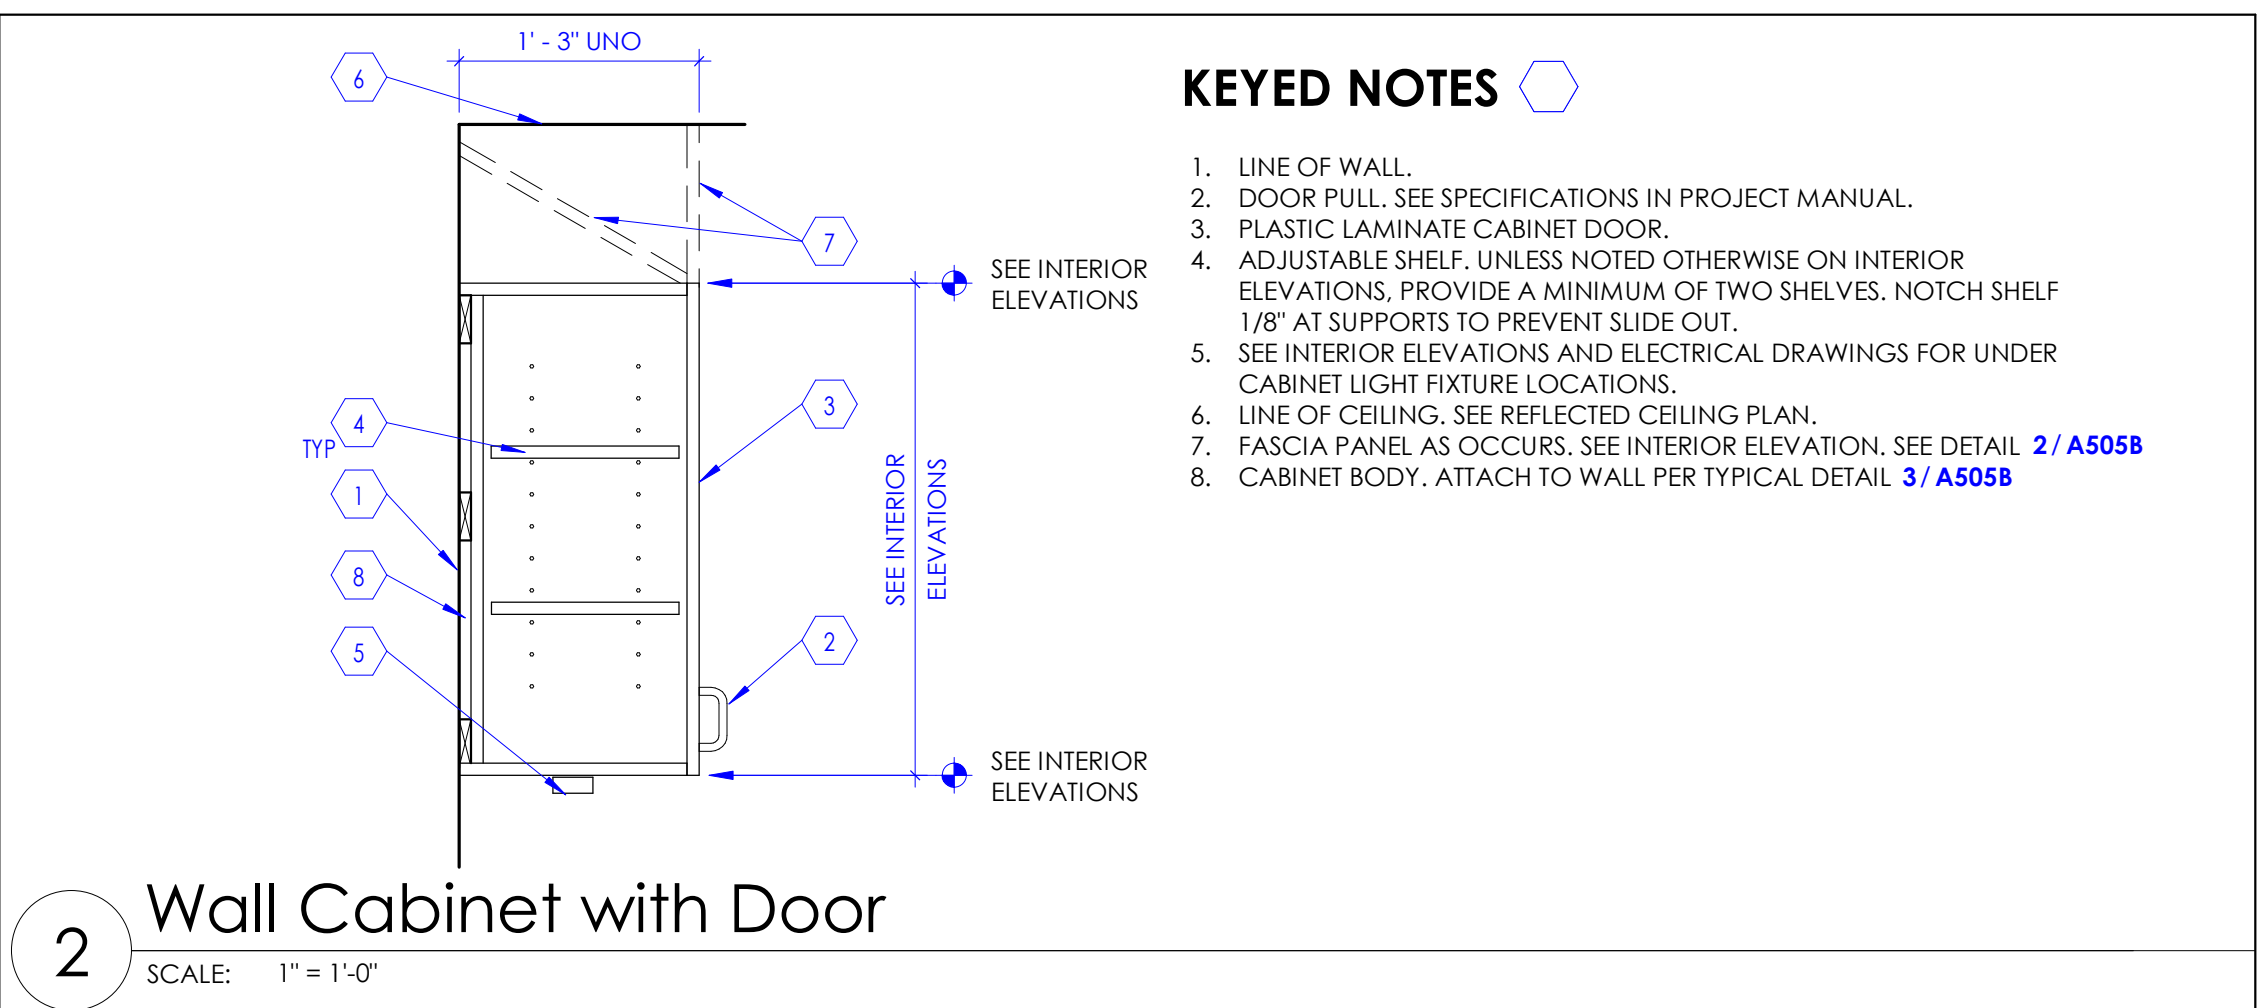 1' - 3" UNO
6
7
SEE INTERIOR
ELEVATIONS
4
TYP
3
1
SEE INTERIOR
ELEVATIONS
8
5
2
SEE INTERIOR
ELEVATIONS
KEYED NOTES
1. LINE OF WALL.
2. DOOR PULL. SEE SPECIFICATIONS IN PROJECT MANUAL.
3. PLASTIC LAMINATE CABINET DOOR.
4. ADJUSTABLE SHELF. UNLESS NOTED OTHERWISE ON INTERIOR
ELEVATIONS, PROVIDE A MINIMUM OF TWO SHELVES. NOTCH SHELF
1/8" AT SUPPORTS TO PREVENT SLIDE OUT.
5. SEE INTERIOR ELEVATIONS AND ELECTRICAL DRAWINGS FOR UNDER
CABINET LIGHT FIXTURE LOCATIONS.
6. LINE OF CEILING. SEE REFLECTED CEILING PLAN.
7. FASCIA PANEL AS OCCURS. SEE INTERIOR ELEVATION. SEE DETAIL 2/A505B
8. CABINET BODY. ATTACH TO WALL PER TYPICAL DETAIL 3/A505B
2
Wall Cabinet with Door
SCALE: 1" = 1'-0"